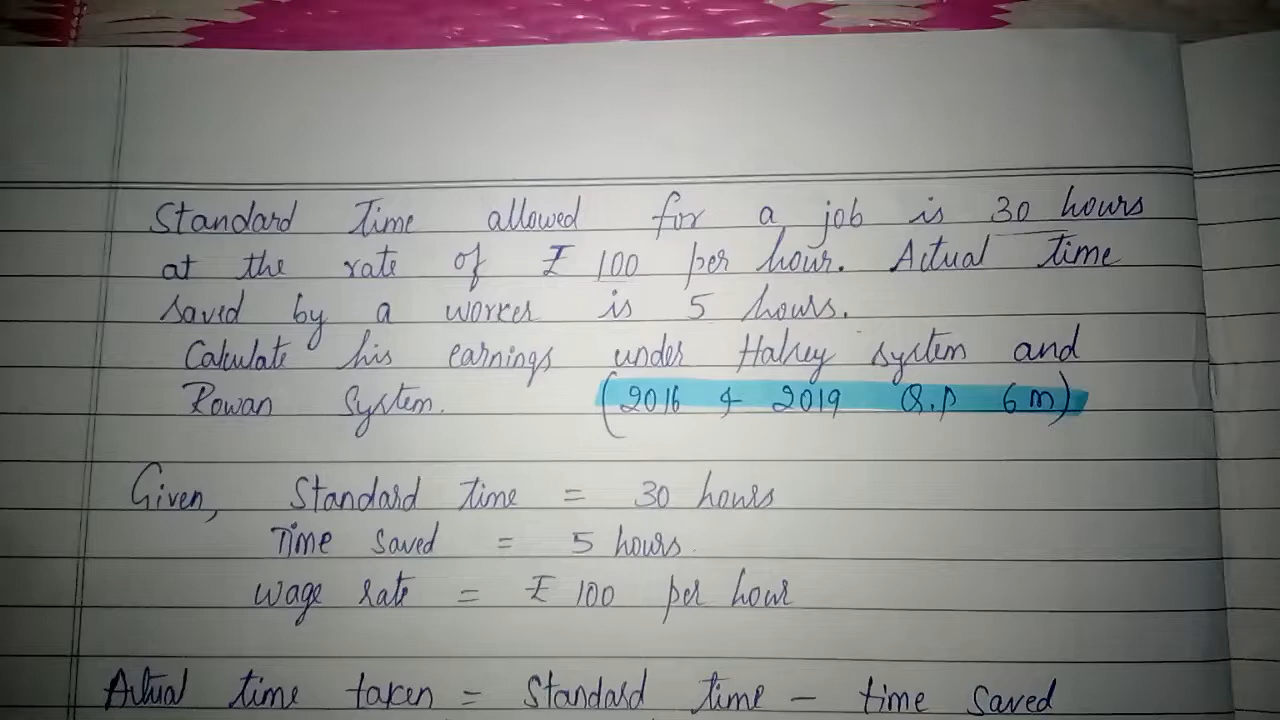 Standard Time allowed for a job is 30 hours
at the rate of ₹ 100 per hour. Actual time
saved by a worker is 5 hours.
Calculate his earnings under Halsey system and
Rowan System. (2016 & 2019 Q.P 6m)
Given, Standard time = 30 hours
Time saved = 5 hours.
wage rate = ₹ 100 per hour
Actual time taken = Standard time - time saved